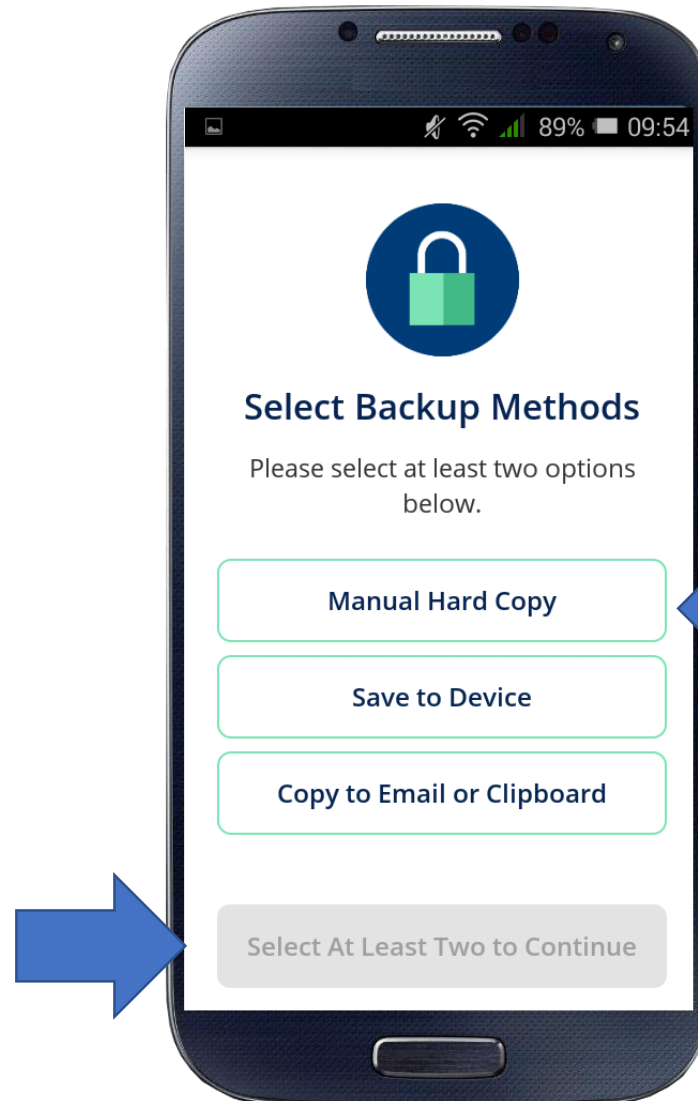 89% 09:54
Select Backup Methods
Please select at least two options
below.
Manual Hard Copy
Save to Device
Copy to Email or Clipboard
Select At Least Two to Continue